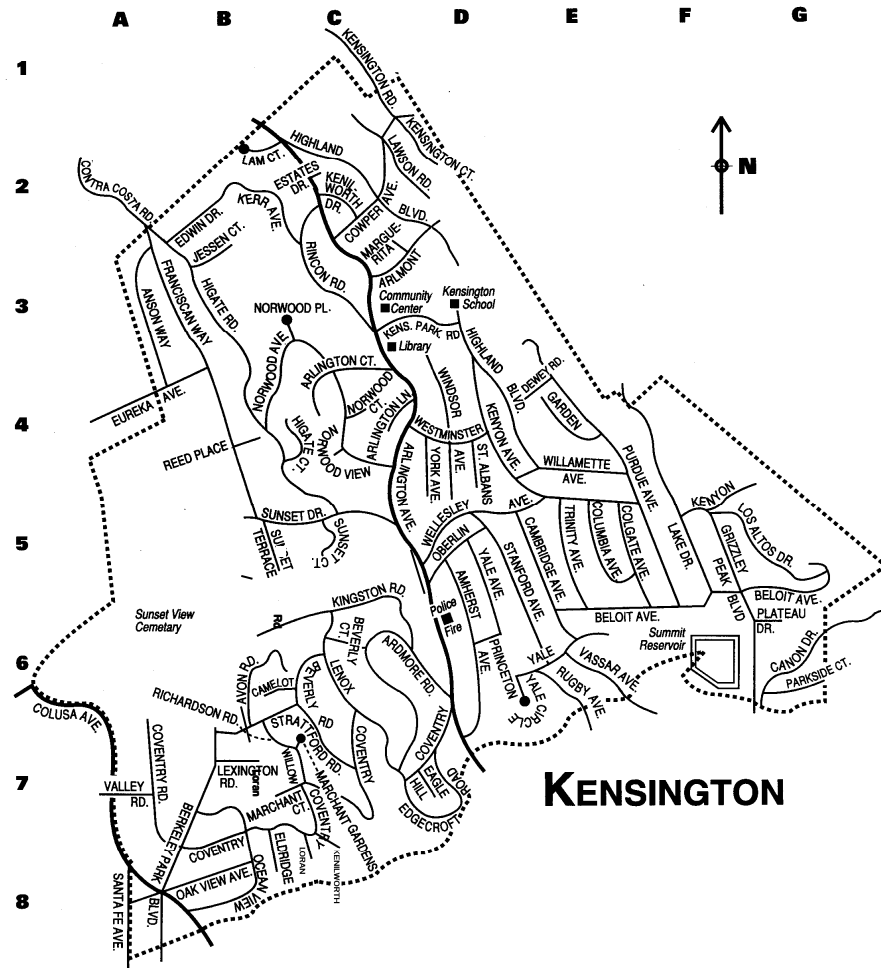 A B C D E F G
1
KENSINGTON RD.
KENSINGTON CT.
HIGHLAND
LAM CT.
LAWSON RD.
2
CONTRA COSTA RD.
ESTATES
DR.
KENIL-
WORTH
DR.
N
EDWIN DR.
KERR AVE.
COWPER AVE.
BLVD.
JESSEN CT.
MARGUE-
RITA
RINCON RD.
ARLMONT
3
ANSON WAY
FRANCISCAN WAY
HIGATE RD.
NORWOOD PL.
Community
Center
Kensington
School
KENS. PARK RD
Library
HIGHLAND
BLVD.
NORWOOD AVE.
ARLINGTON CT.
NORWOOD
CT.
ARLINGTON LN.
WINDSOR
AVE.
DEWEY RD.
GARDEN
4
EUREKA AVE.
REED PLACE
HIGATE CT.
NORWOOD VIEW
WESTMINSTER
KENYON AVE.
YORK AVE.
ST. ALBANS
WILLAMETTE
AVE.
PURDUE AVE.
ARLINGTON AVE.
KENYON
5
SUNSET DR.
SUNSET CT.
TERRACE
WELLESLEY
AVE.
OBERLIN
YALE AVE.
STANFORD AVE.
CAMBRIDGE AVE.
TRINITY AVE.
COLUMBIA AVE.
COLGATE AVE.
LAKE DR.
GRIZZLEY
PEAK
BLVD
LOS ALTOS DR.
BELOIT AVE.
BELOIT AVE.
PLATEAU
DR.
Sunset View
Cemetary
KINGSTON RD.
AMHERST
AVE.
Police
Fire
Summit
Reservoir
6
BEVERLY
CT.
ARDMORE RD.
PRINCETON
YALE
YALE CIRCLE
VASSAR AVE.
RUGBY AVE.
CANON DR.
PARKSIDE CT.
AVON RD.
CAMELOT
LENOX
RD
RICHARDSON RD.
COLUSA AVE.
STRATTFORD RD.
COVENTRY
COVENTRY
ROAD
7
COVENTRY RD.
VALLEY
RD.
LEXINGTON
RD.
Loran
WILLOW
MARCHANT
CT.
MARCHANT GARDENS
EAGLE
HILL
EDGECROFT
KENSINGTON
BERKELEY PARK
BLVD.
COVENTRY
ELDRIDGE
LORAN
KENILWORTH
8
SANTA FE AVE.
OAK VIEW AVE.
OCEAN
VIEW